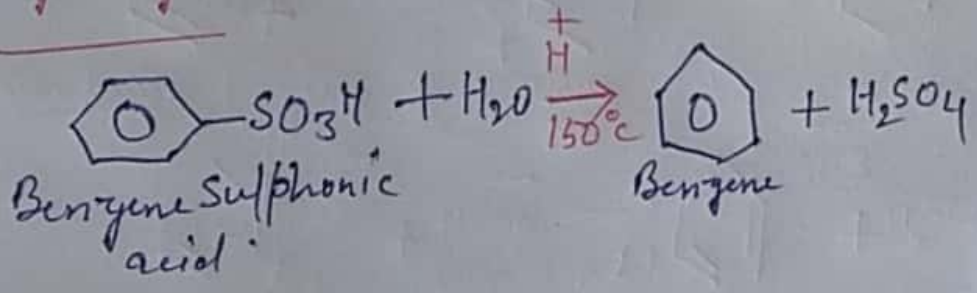 ⌬-SO₃H + H₂O →[H⁺, 150°C] ⌬ + H₂SO₄
Benzene Sulphonic Benzene
acid.